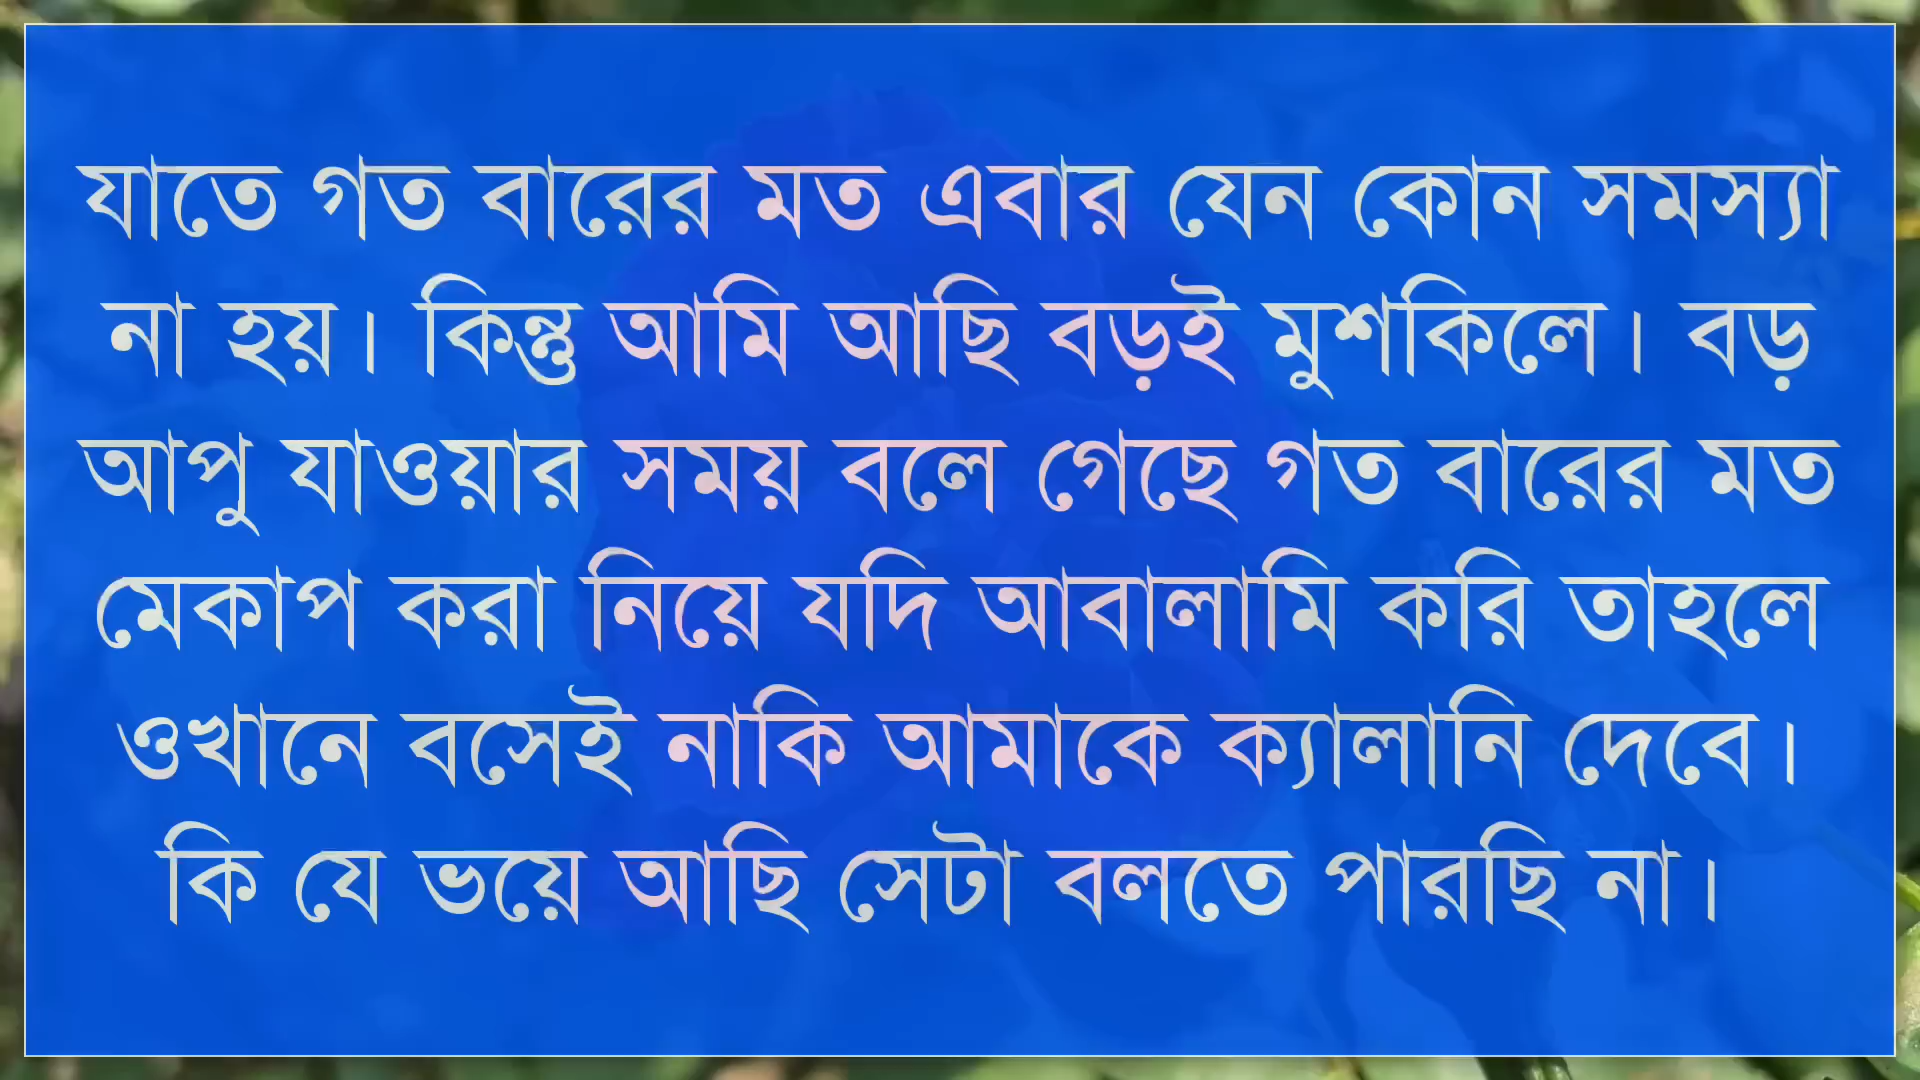 যাতে গত বারের মত এবার যেন কোন সমস্যা
না হয়। কিন্তু আমি আছি বড়ই মুশকিলে। বড়
আপু যাওয়ার সময় বলে গেছে গত বারের মত
মেকাপ করা নিয়ে যদি আবালামি করি তাহলে
ওখানে বসেই নাকি আমাকে ক্যালানি দেবে।
কি যে ভয়ে আছি সেটা বলতে পারছি না।